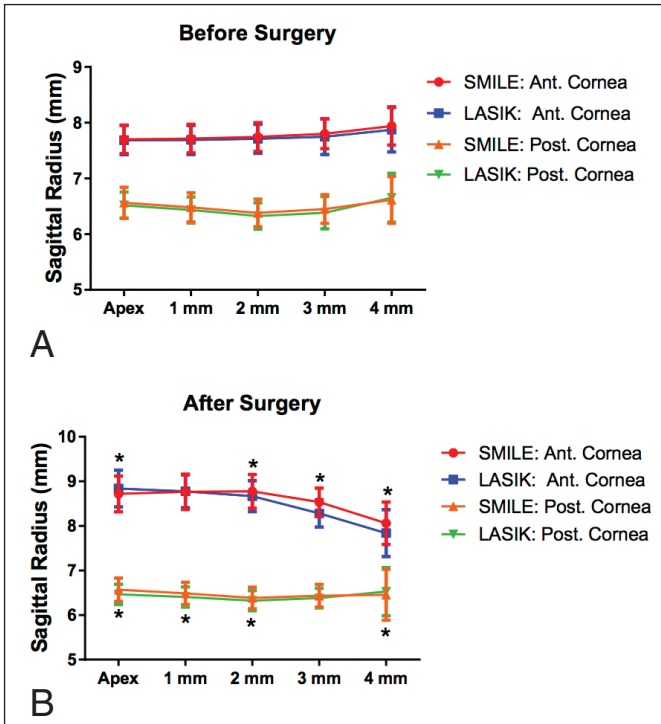 Before Surgery
Sagittal Radius (mm)
9
8
7
6
5
Apex 1 mm 2 mm 3 mm 4 mm
SMILE: Ant. Cornea
LASIK: Ant. Cornea
SMILE: Post. Cornea
LASIK: Post. Cornea
A
After Surgery
Sagittal Radius (mm)
10
9
8
7
6
5
* * * *
* * * *
Apex 1 mm 2 mm 3 mm 4 mm
SMILE: Ant. Cornea
LASIK: Ant. Cornea
SMILE: Post. Cornea
LASIK: Post. Cornea
B